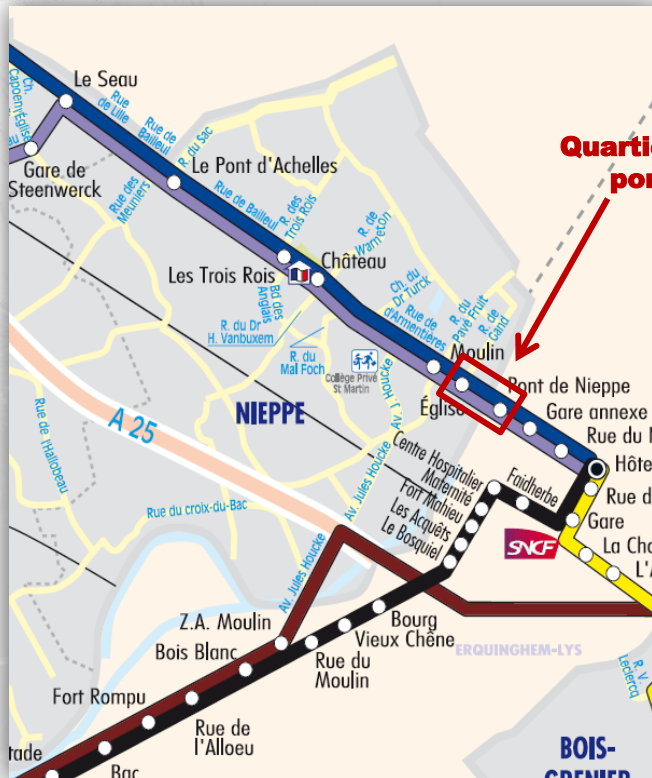 Le Seau
Ch.
Capoen
Église
Rue
de Lille
Rue de
Bailleul
R. du Sac
Gare de
Steenwerck
Rue des
Meuniers
Le Pont d'Achelles
Rue de Bailleul
R. des
Trois Rois
R. de
Warneton
Quartie
pon
Les Trois Rois
Château
Bd des
Anglais
R. du Dr
H. Vanbuxem
R. du
Mal Foch
Ch. du
Dr Turck
Rue de
d'Armentières
R. du
Pavé Fruit
R. de
Gand
Moulin
Collège Privé
St Martin
Église
Pont de Nieppe
Gare annexe
Rue du
Hôte
NIEPPE
A 25
Av. J. Houcke
Av. Jules Houcke
Rue de l'Hallobeau
Rue du croix-du-Bac
Centre Hospitalier
Maternité
Fort Mahieu
Les Acquêts
Le Bosquiel
Faidherbe
Rue d
Gare
SNCF
La Cha
L'A
Av. Jules Houcke
Z.A. Moulin
Bois Blanc
Bourg
Vieux Chêne
Rue du
Moulin
ERQUINGHEM-LYS
Fort Rompu
Rue de
l'Alloeu
R. V.
Leclercq
tade
Bac
BOIS-
GRENIER